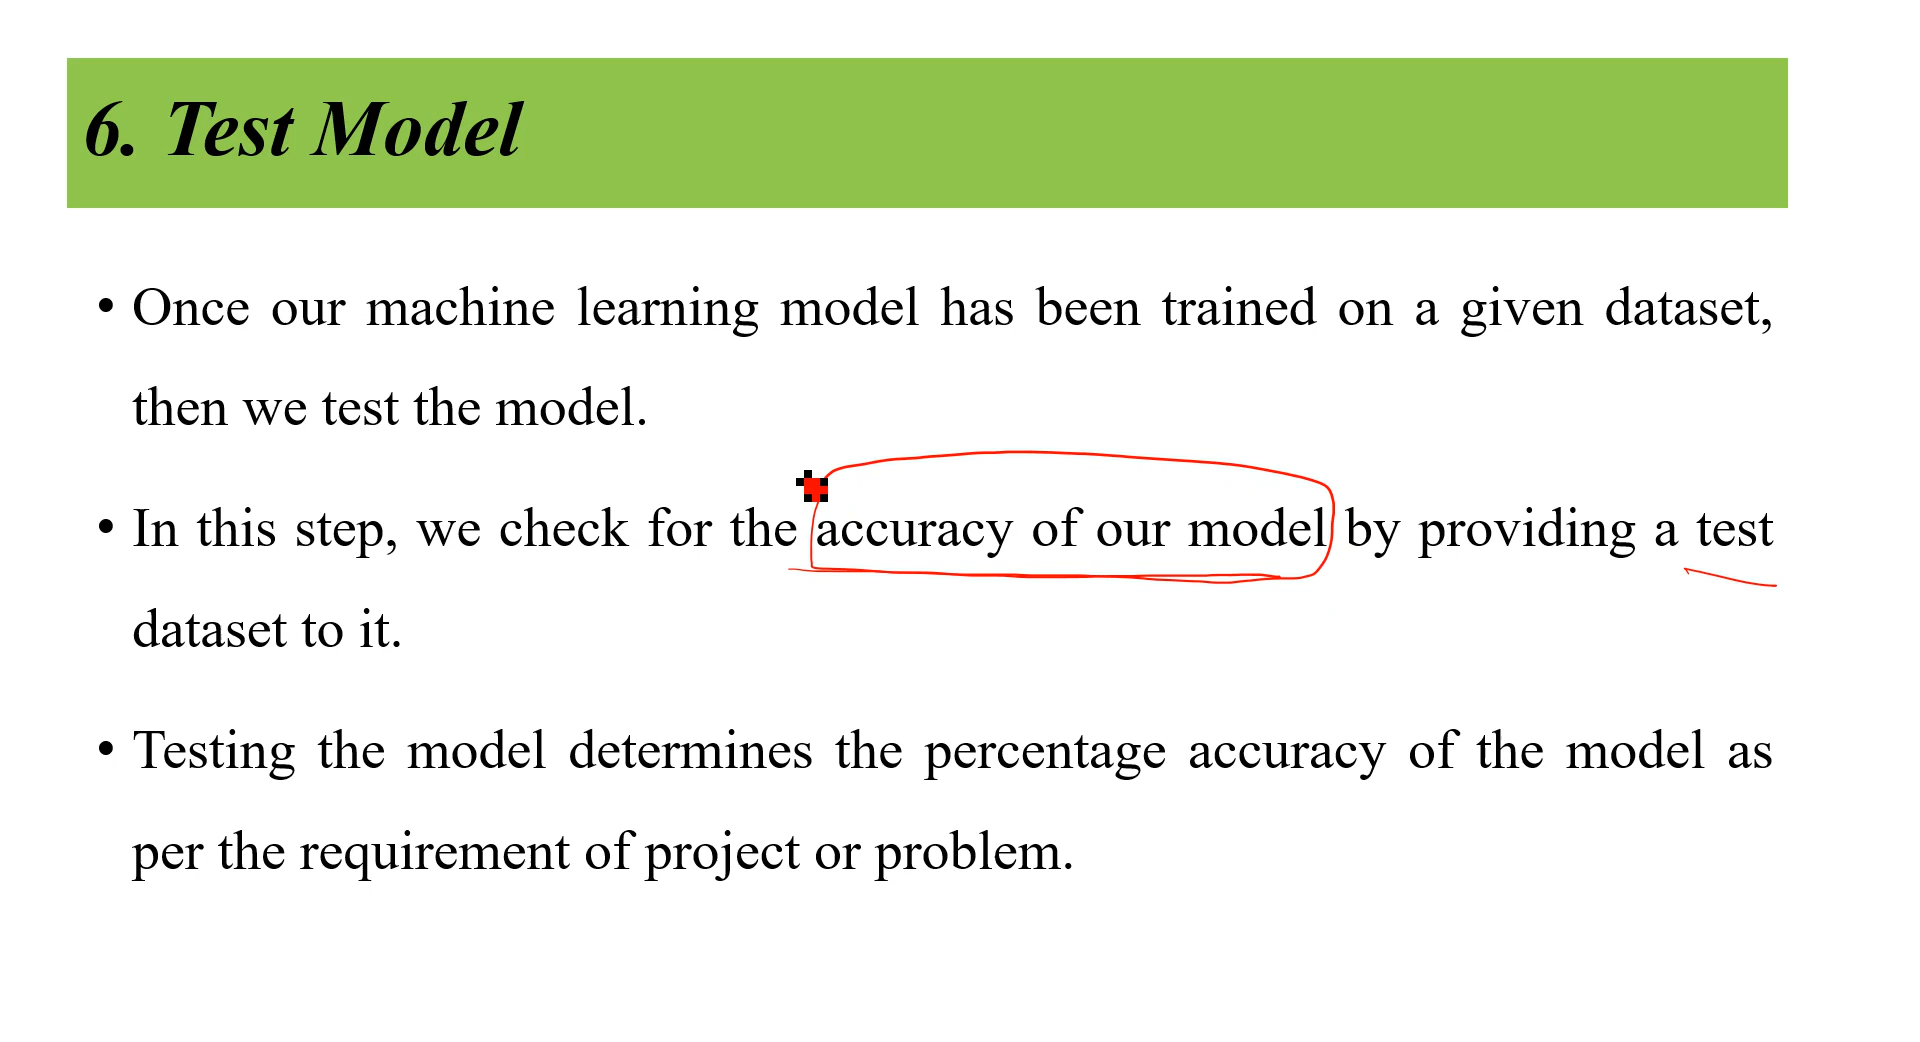 6. Test Model
• Once our machine learning model has been trained on a given dataset,
then we test the model.
• In this step, we check for the accuracy of our model by providing a test
dataset to it.
• Testing the model determines the percentage accuracy of the model as
per the requirement of project or problem.